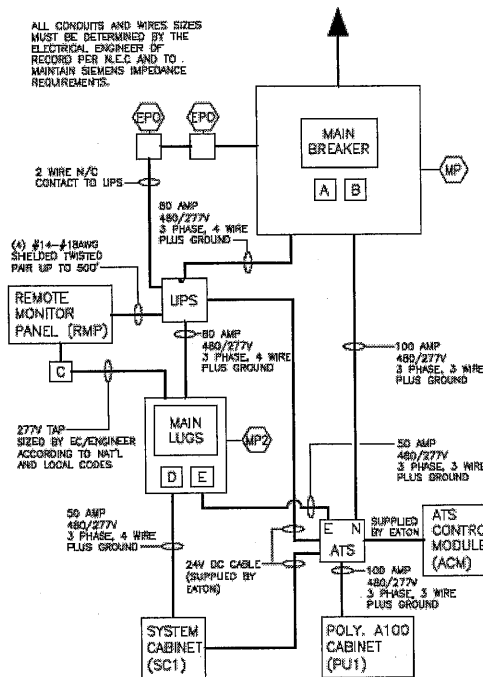 ALL CONDUITS AND WIRES SIZES
MUST BE DETERMINED BY THE
ELECTRICAL ENGINEER OF
RECORD PER N.E.C AND TO
MAINTAIN SIEMENS IMPEDANCE
REQUIREMENTS.
EPO
EPO
MAIN
BREAKER
A
B
MP
2 WIRE N/C
CONTACT TO UPS
80 AMP
480/277V
3 PHASE, 4 WIRE
PLUS GROUND
(4) #14-#18AWG
SHIELDED TWISTED
PAIR UP TO 500'
UPS
REMOTE
MONITOR
PANEL (RMP)
80 AMP
480/277V
3 PHASE, 4 WIRE
PLUS GROUND
100 AMP
480/277V
3 PHASE, 3 WIRE
PLUS GROUND
C
277V TAP
SIZED BY EC/ENGINEER
ACCORDING TO NAT'L
AND LOCAL CODES
MAIN
LUGS
D
E
MP2
50 AMP
480/277V
3 PHASE, 3 WIRE
PLUS GROUND
50 AMP
480/277V
3 PHASE, 4 WIRE
PLUS GROUND
24V DC CABLE
(SUPPLIED BY
EATON)
E
N
ATS
SUPPLIED
BY EATON
ATS
CONTRO
MODULE
(ACM)
100 AMP
480/277V
3 PHASE, 3 WIRE
PLUS GROUND
SYSTEM
CABINET
(SC1)
POLY. A100
CABINET
(PU1)